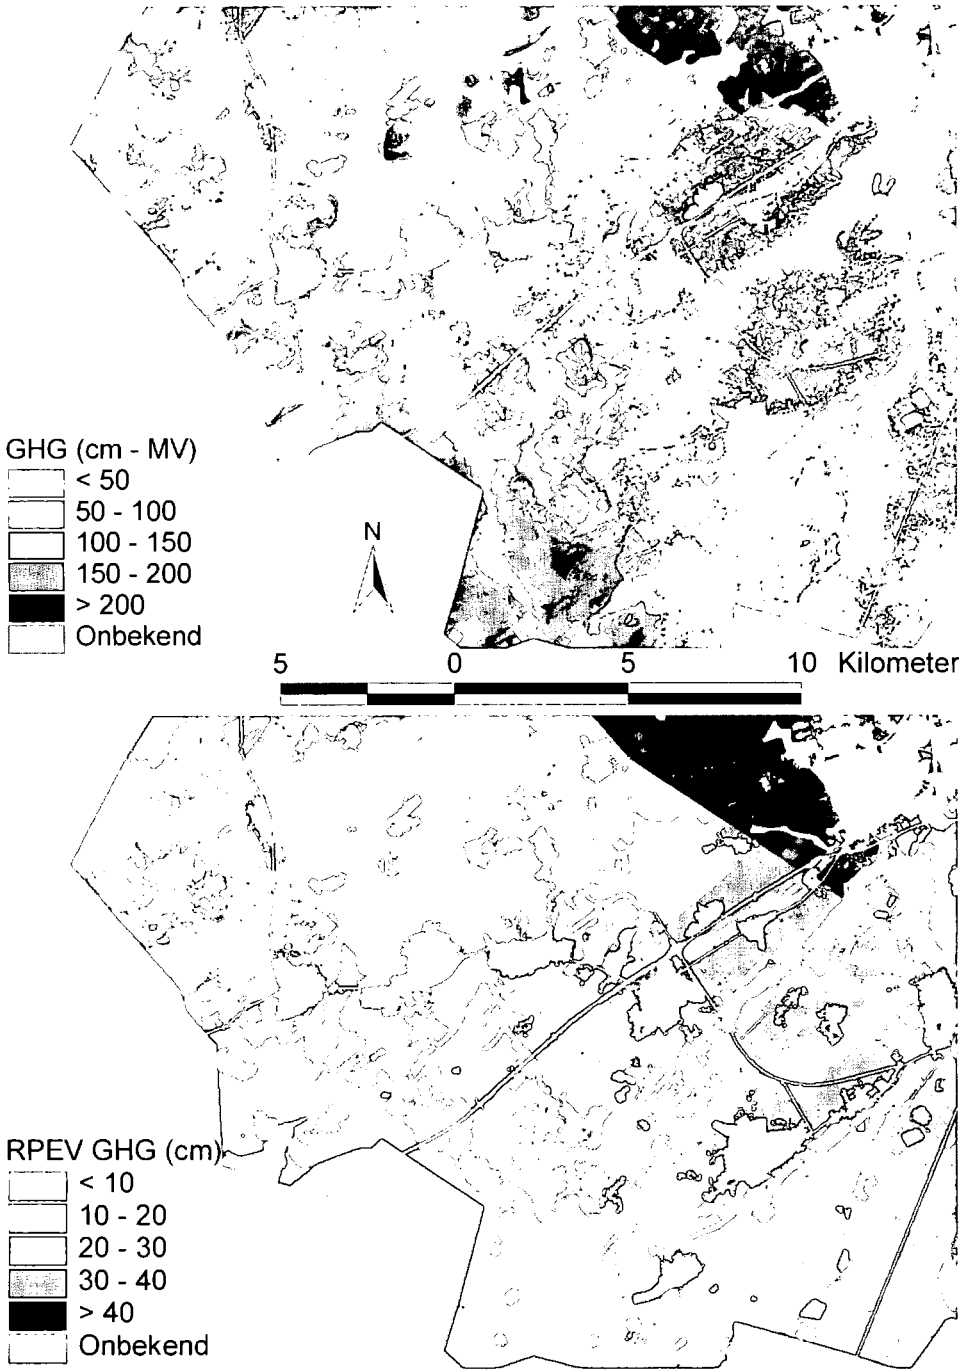 GHG (cm - MV)
< 50
50 - 100
100 - 150
150 - 200
> 200
Onbekend
N
5 0 5 10 Kilometer
RPEV GHG (cm)
< 10
10 - 20
20 - 30
30 - 40
> 40
Onbekend